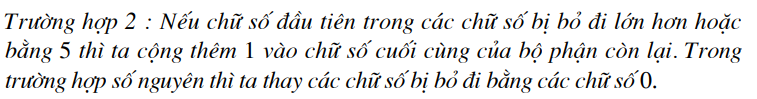 Trường hợp 2 : Nếu chữ số đầu tiên trong các chữ số bị bỏ đi lớn hơn hoặc
bằng 5 thì ta cộng thêm 1 vào chữ số cuối cùng của bộ phận còn lại. Trong
trường hợp số nguyên thì ta thay các chữ số bị bỏ đi bằng các chữ số 0.